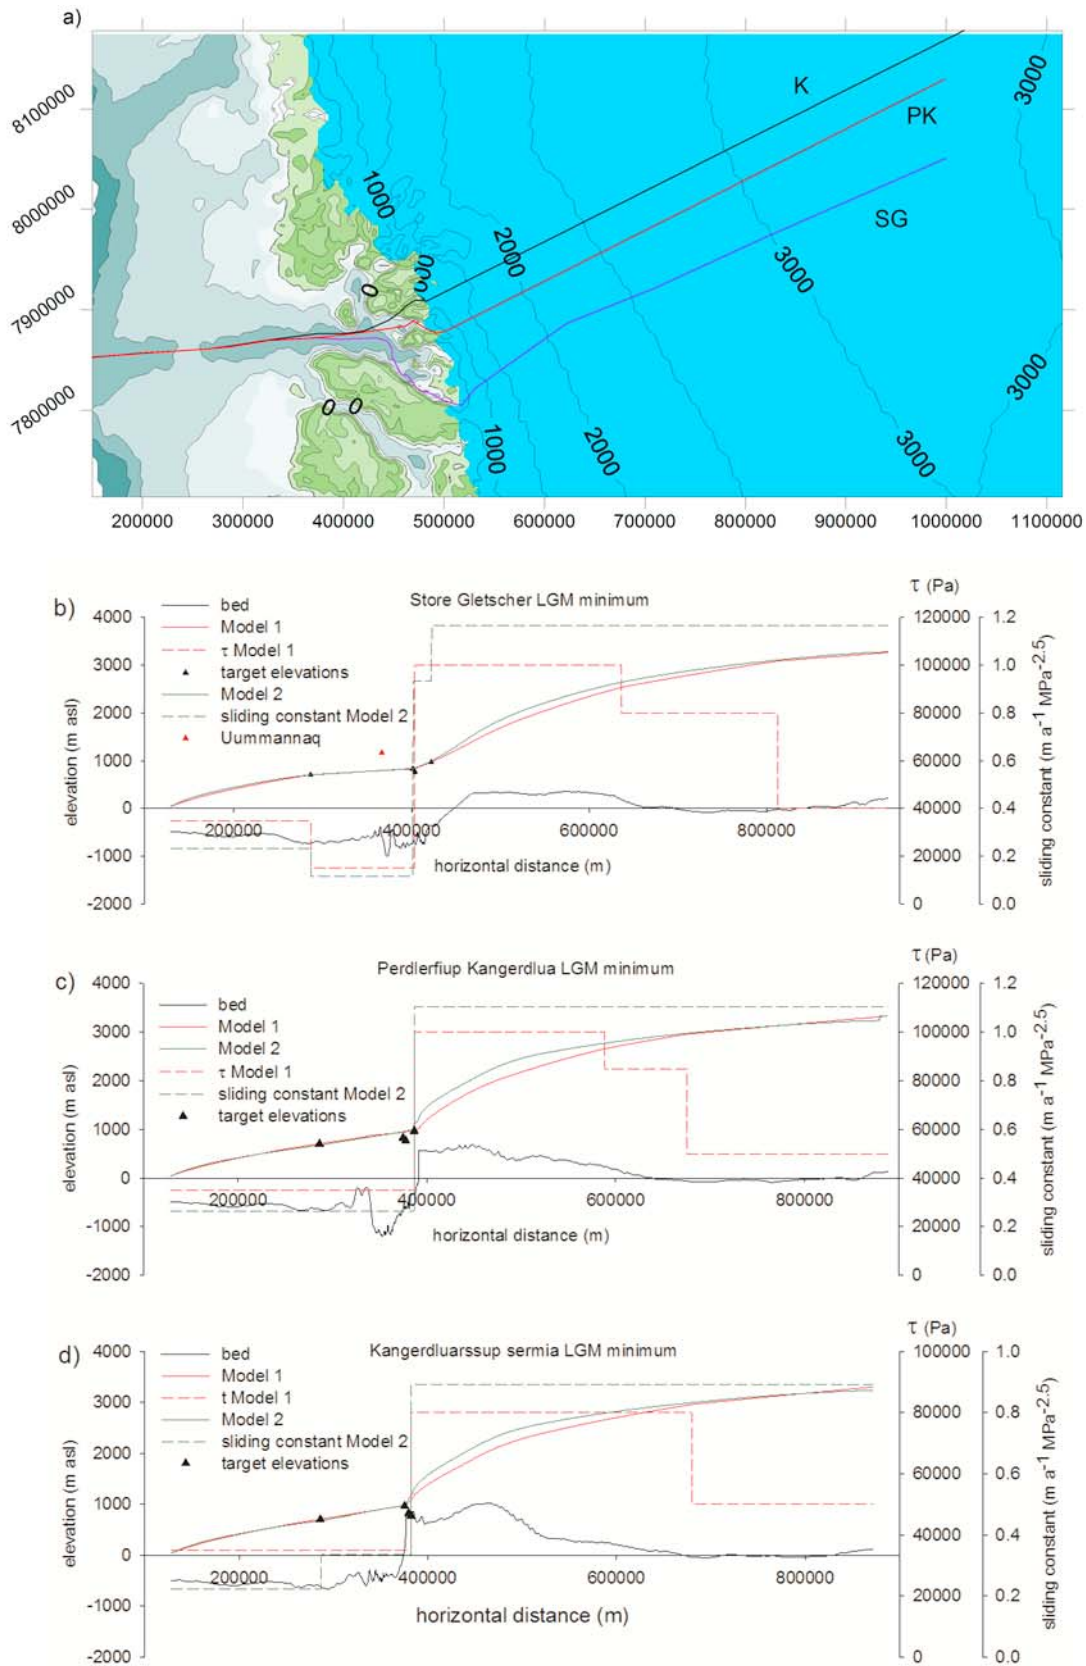 a)
8100000
8000000
7900000
7800000
K
PK
SG
3000
1000
2000
3000
0
3000
0 0
1000
2000
3000
200000 300000 400000 500000 600000 700000 800000 900000 1000000 1100000
b)
Store Gletscher LGM minimum
bed
Model 1
τ Model 1
target elevations
Model 2
sliding constant Model 2
Uummannaq
elevation (m asl)
4000
3000
2000
1000
0
-1000
-2000
200000 400000 600000 800000
horizontal distance (m)
τ (Pa)
120000
100000
80000
60000
40000
20000
0
1.2
1.0
0.8
0.6
0.4
0.2
0.0
sliding constant (m a-1 MPa-2.5)
c)
Perdlerfiup Kangerdlua LGM minimum
bed
Model 1
Model 2
τ Model 1
sliding constant Model 2
target elevations
elevation (m asl)
4000
3000
2000
1000
0
-1000
-2000
200000 400000 600000 800000
horizontal distance (m)
τ (Pa)
120000
100000
80000
60000
40000
20000
0
1.2
1.0
0.8
0.6
0.4
0.2
0.0
sliding constant (m a-1 MPa-2.5)
d)
Kangerdluarssup sermia LGM minimum
bed
Model 1
t Model 1
Model 2
sliding constant Model 2
target elevations
elevation (m asl)
4000
3000
2000
1000
0
-1000
-2000
200000 400000 600000 800000
horizontal distance (m)
τ (Pa)
100000
80000
60000
40000
20000
0
1.0
0.8
0.6
0.4
0.2
0.0
sliding constant (m a-1 MPa-2.5)